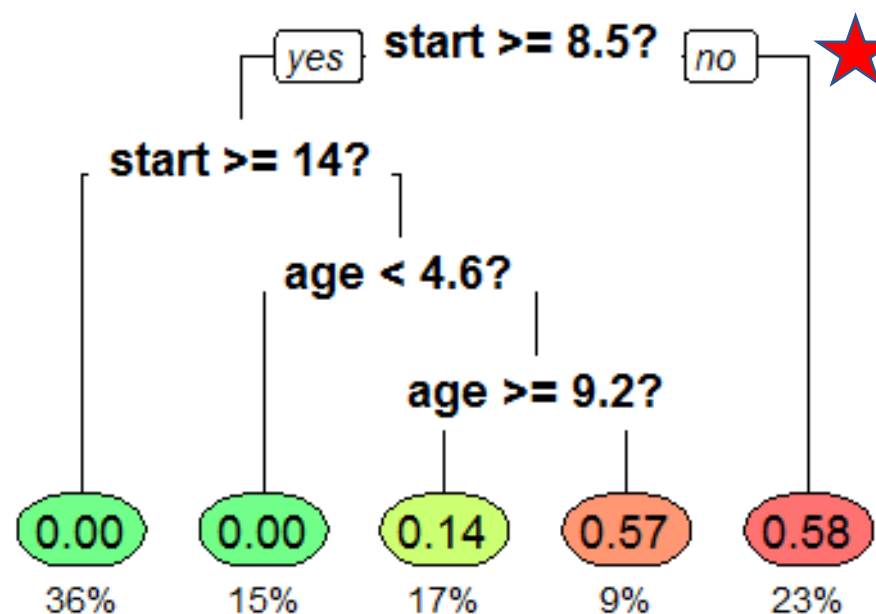 yes start >= 8.5? no
start >= 14?
age < 4.6?
age >= 9.2?
0.00 0.00 0.14 0.57 0.58
36% 15% 17% 9% 23%